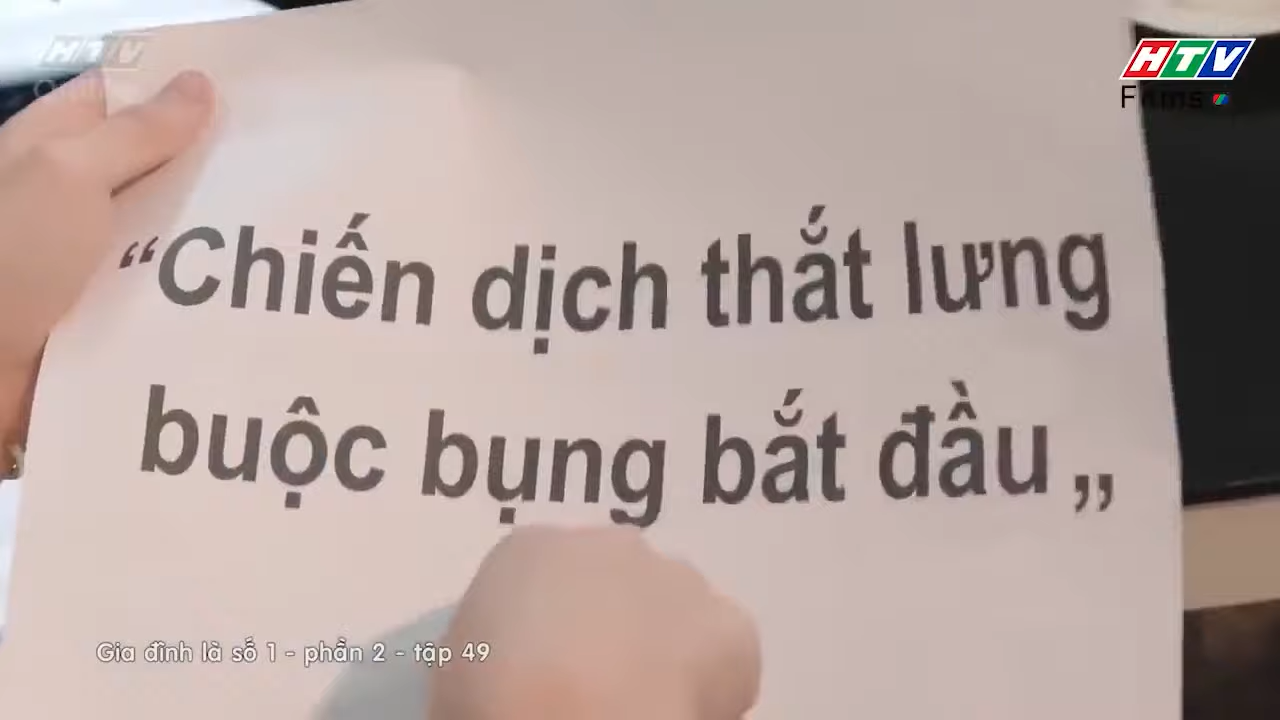 HTV
HTV
Films
“Chiến dịch thắt lưng
buộc bụng bắt đầu„
Gia đình là số 1 - phần 2 - tập 49